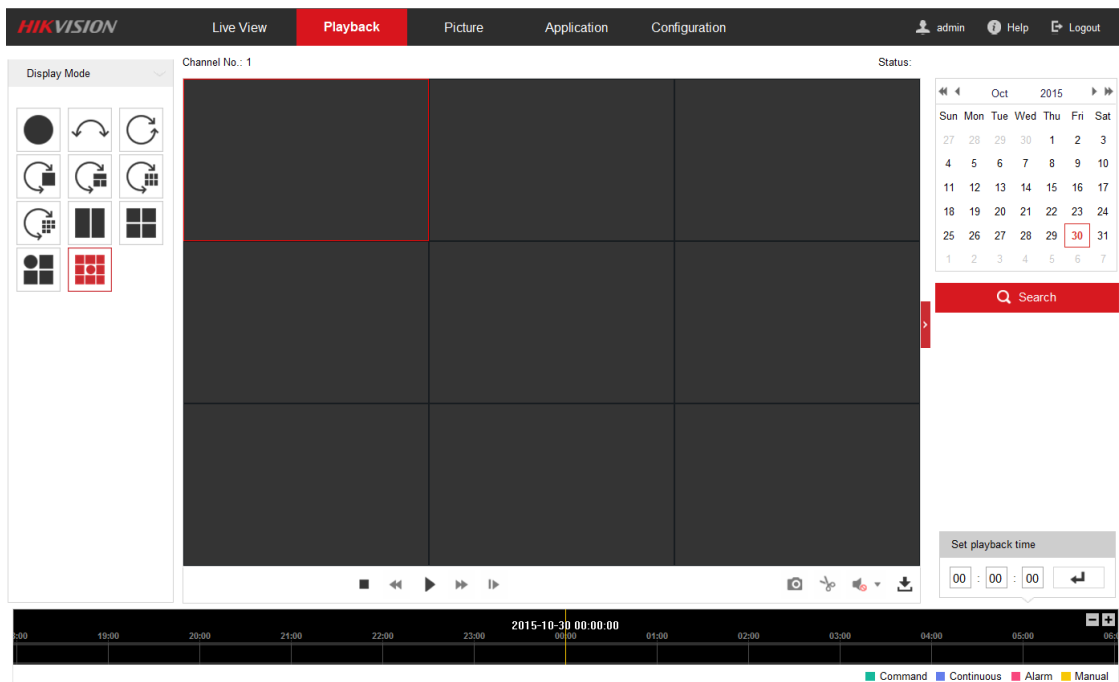 HIKVISION Live View Playback Picture Application Configuration admin Help Logout
Display Mode
Channel No.: 1 Status:
Oct 2015
Sun Mon Tue Wed Thu Fri Sat
27 28 29 30 1 2 3
4 5 6 7 8 9 10
11 12 13 14 15 16 17
18 19 20 21 22 23 24
25 26 27 28 29 30 31
1 2 3 4 5 6 7
Search
Set playback time
00 : 00 : 00
2015-10-30 00:00:00
:00 19:00 20:00 21:00 22:00 23:00 00:00 01:00 02:00 03:00 04:00 05:00 06:
Command Continuous Alarm Manual